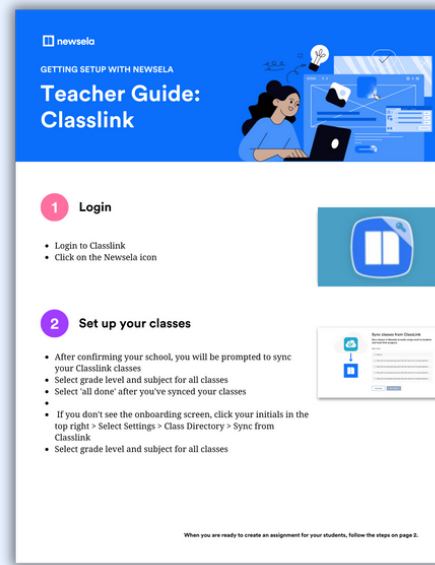 newsela
GETTING SETUP WITH NEWSELA
Teacher Guide:
Classlink
1 Login
• Login to Classlink
• Click on the Newsela icon
2 Set up your classes
Sync classes from ClassLink
• After confirming your school, you will be prompted to sync
your Classlink classes
• Select grade level and subject for all classes
• Select 'all done' after you've synced your classes
•
• If you don't see the onboarding screen, click your initials in the
top right > Select Settings > Class Directory > Sync from
Classlink
• Select grade level and subject for all classes
When you are ready to create an assignment for your students, follow the steps on page 2.